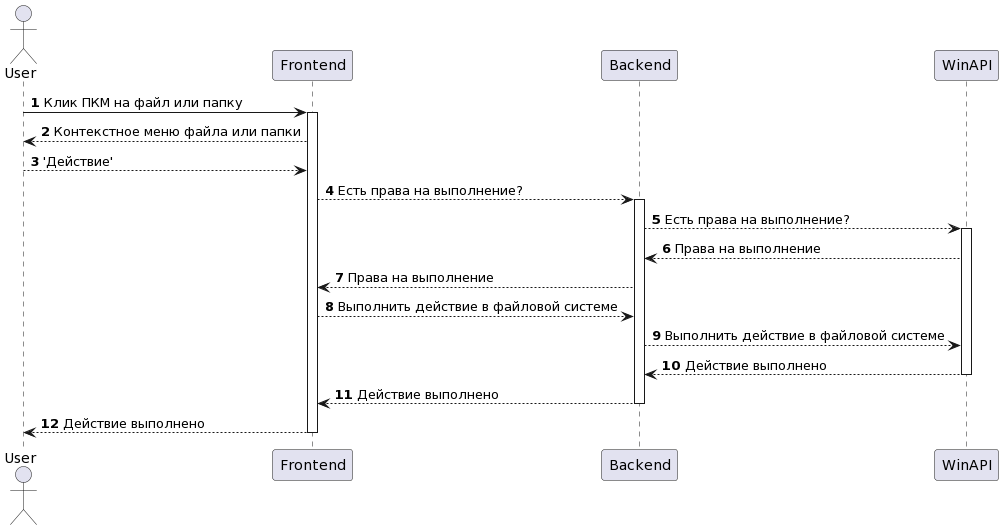 User
Frontend
Backend
WinAPI
1 Клик ПКМ на файл или папку
2 Контекстное меню файла или папки
3 'Действие'
4 Есть права на выполнение?
5 Есть права на выполнение?
6 Права на выполнение
7 Права на выполнение
8 Выполнить действие в файловой системе
9 Выполнить действие в файловой системе
10 Действие выполнено
11 Действие выполнено
12 Действие выполнено
User
Frontend
Backend
WinAPI